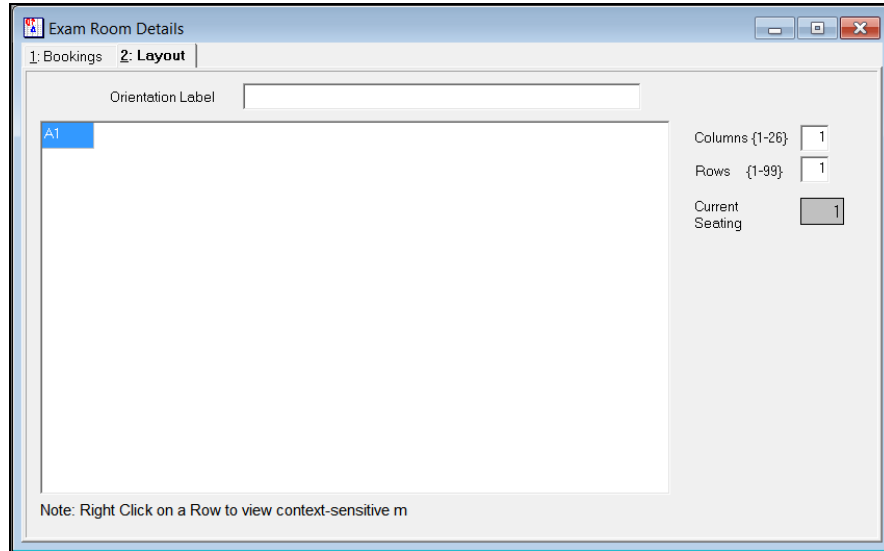 Exam Room Details
1: Bookings 2: Layout
Orientation Label
A1
Columns {1-26} 1
Rows {1-99} 1
Current
Seating 1
Note: Right Click on a Row to view context-sensitive m